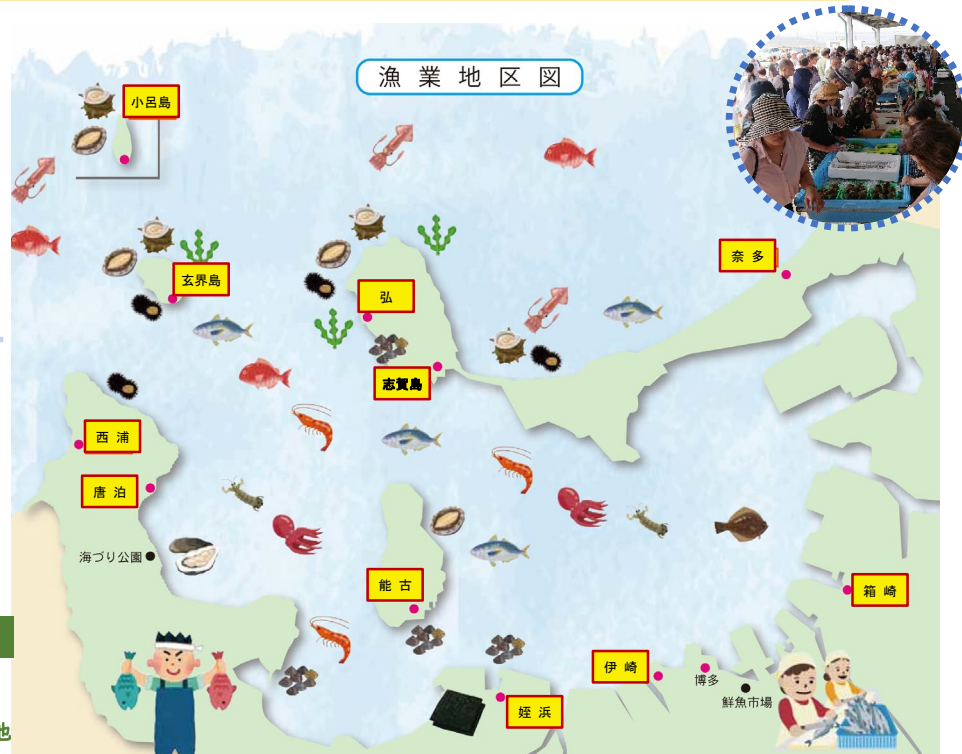 漁業地区図
小呂島
玄界島
弘
奈多
志賀島
西浦
唐泊
海づり公園
能古
箱崎
伊崎
博多
鮮魚市場
姪浜
地